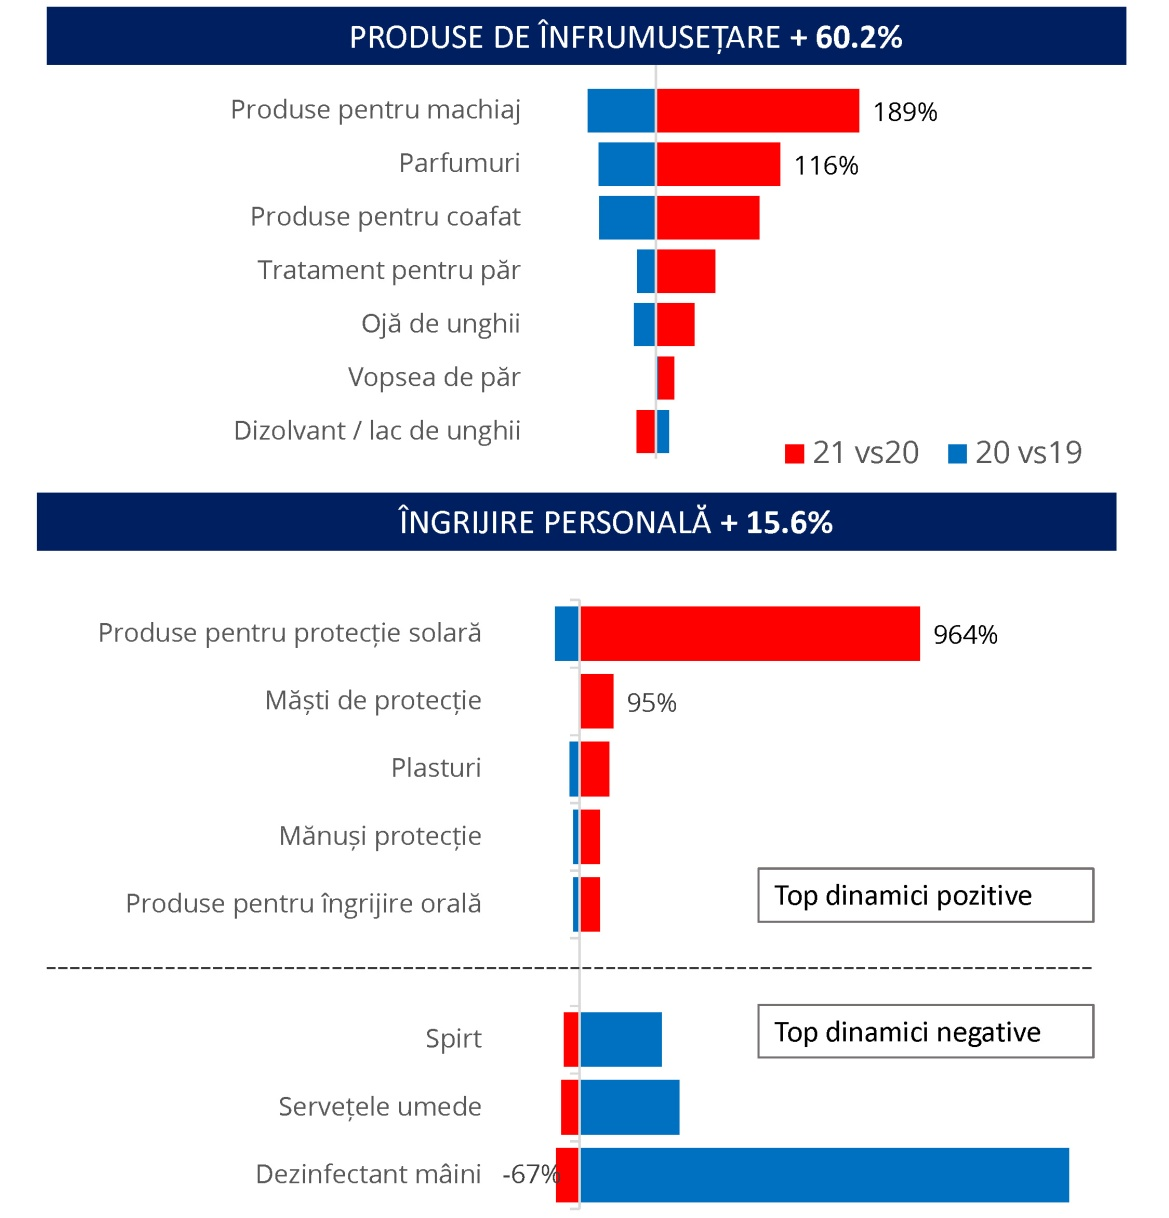 PRODUSE DE ÎNFRUMUSEȚARE + 60.2%
Produse pentru machiaj 189%
Parfumuri 116%
Produse pentru coafat
Tratament pentru păr
Ojă de unghii
Vopsea de păr
Dizolvant / lac de unghii
21 vs20 20 vs19
ÎNGRIJIRE PERSONALĂ + 15.6%
Produse pentru protecție solară 964%
Măști de protecție 95%
Plasturi
Mănuși protecție
Produse pentru îngrijire orală
Top dinamici pozitive
Top dinamici negative
Spirt
Servețele umede
Dezinfectant mâini -67%